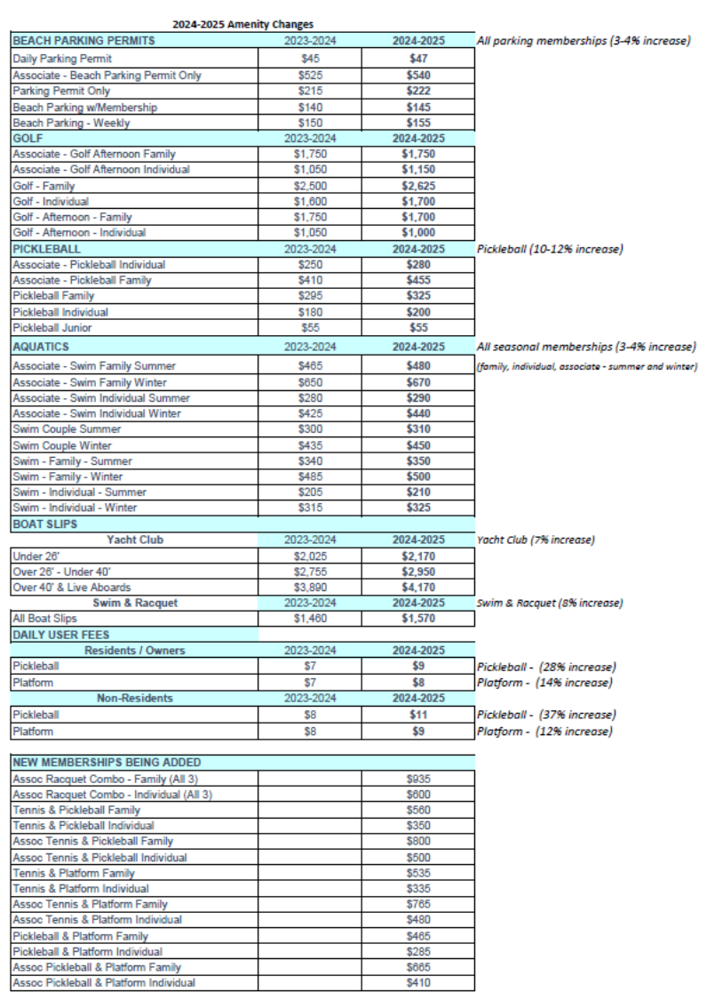 2024-2025 Amenity Changes
BEACH PARKING PERMITS 2023-2024 2024-2025 All parking memberships (3-4% increase)
Daily Parking Permit $45 $47
Associate - Beach Parking Permit Only $525 $540
Parking Permit Only $215 $222
Beach Parking w/Membership $140 $145
Beach Parking - Weekly $150 $155
GOLF 2023-2024 2024-2025
Associate - Golf Afternoon Family $1,750 $1,750
Associate - Golf Afternoon Individual $1,050 $1,150
Golf - Family $2,500 $2,625
Golf - Individual $1,600 $1,700
Golf - Afternoon - Family $1,750 $1,700
Golf - Afternoon - Individual $1,050 $1,000
PICKLEBALL 2023-2024 2024-2025 Pickleball (10-12% increase)
Associate - Pickleball Individual $250 $280
Associate - Pickleball Family $410 $455
Pickleball Family $295 $325
Pickleball Individual $180 $200
Pickleball Junior $55 $55
AQUATICS 2023-2024 2024-2025 All seasonal memberships (3-4% increase)
Associate - Swim Family Summer $465 $480 (family, individual, associate - summer and winter)
Associate - Swim Family Winter $650 $670
Associate - Swim Individual Summer $280 $290
Associate - Swim Individual Winter $425 $440
Swim Couple Summer $300 $310
Swim Couple Winter $435 $450
Swim - Family - Summer $340 $350
Swim - Family - Winter $485 $500
Swim - Individual - Summer $205 $210
Swim - Individual - Winter $315 $325
BOAT SLIPS
Yacht Club 2023-2024 2024-2025 Yacht Club (7% increase)
Under 26' $2,025 $2,170
Over 26' - Under 40' $2,755 $2,950
Over 40' & Live Aboards $3,890 $4,170
Swim & Racquet 2023-2024 2024-2025 Swim & Racquet (8% increase)
All Boat Slips $1,460 $1,570
DAILY USER FEES
Residents / Owners 2023-2024 2024-2025
Pickleball $7 $9 Pickleball - (28% increase)
Platform $7 $8 Platform - (14% increase)
Non-Residents 2023-2024 2024-2025
Pickleball $8 $11 Pickleball - (37% increase)
Platform $8 $9 Platform - (12% increase)
NEW MEMBERSHIPS BEING ADDED
Assoc Racquet Combo - Family (All 3) $935
Assoc Racquet Combo - Individual (All 3) $600
Tennis & Pickleball Family $560
Tennis & Pickleball Individual $350
Assoc Tennis & Pickleball Family $800
Assoc Tennis & Pickleball Individual $500
Tennis & Platform Family $535
Tennis & Platform Individual $335
Assoc Tennis & Platform Family $765
Assoc Tennis & Platform Individual $480
Pickleball & Platform Family $465
Pickleball & Platform Individual $285
Assoc Pickleball & Platform Family $665
Assoc Pickleball & Platform Individual $410